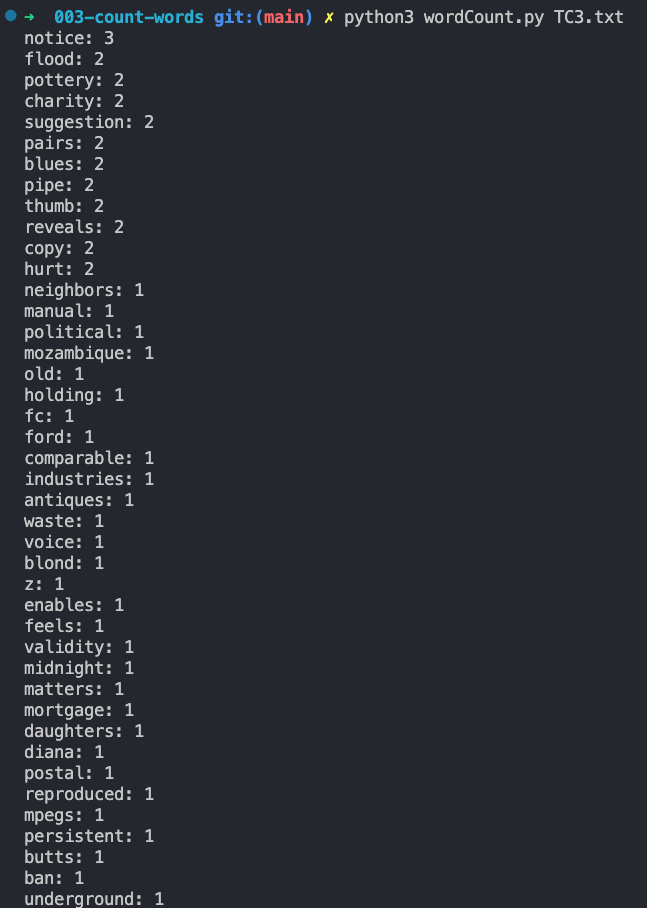 ➜  003-count-words git:(main) ✗ python3 wordCount.py TC3.txt
notice: 3
flood: 2
pottery: 2
charity: 2
suggestion: 2
pairs: 2
blues: 2
pipe: 2
thumb: 2
reveals: 2
copy: 2
hurt: 2
neighbors: 1
manual: 1
political: 1
mozambique: 1
old: 1
holding: 1
fc: 1
ford: 1
comparable: 1
industries: 1
antiques: 1
waste: 1
voice: 1
blond: 1
z: 1
enables: 1
feels: 1
validity: 1
midnight: 1
matters: 1
mortgage: 1
daughters: 1
diana: 1
postal: 1
reproduced: 1
mpegs: 1
persistent: 1
butts: 1
ban: 1
underground: 1